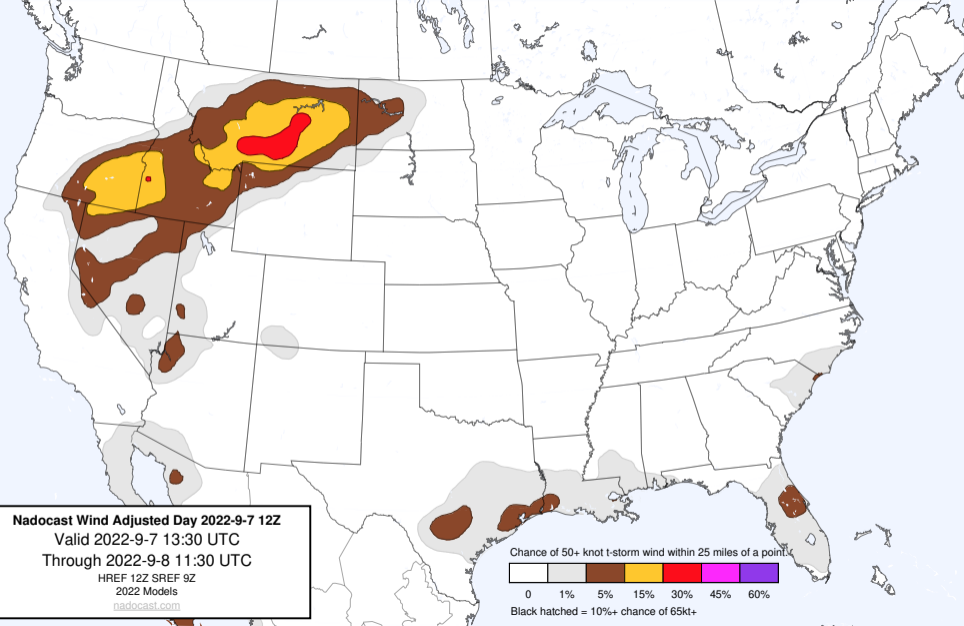 Nadocast Wind Adjusted Day 2022-9-7 12Z
Valid 2022-9-7 13:30 UTC
Through 2022-9-8 11:30 UTC
HREF 12Z SREF 9Z
2022 Models
nadocast.com
Chance of 50+ knot t-storm wind within 25 miles of a point.
0 1% 5% 15% 30% 45% 60%
Black hatched = 10%+ chance of 65kt+